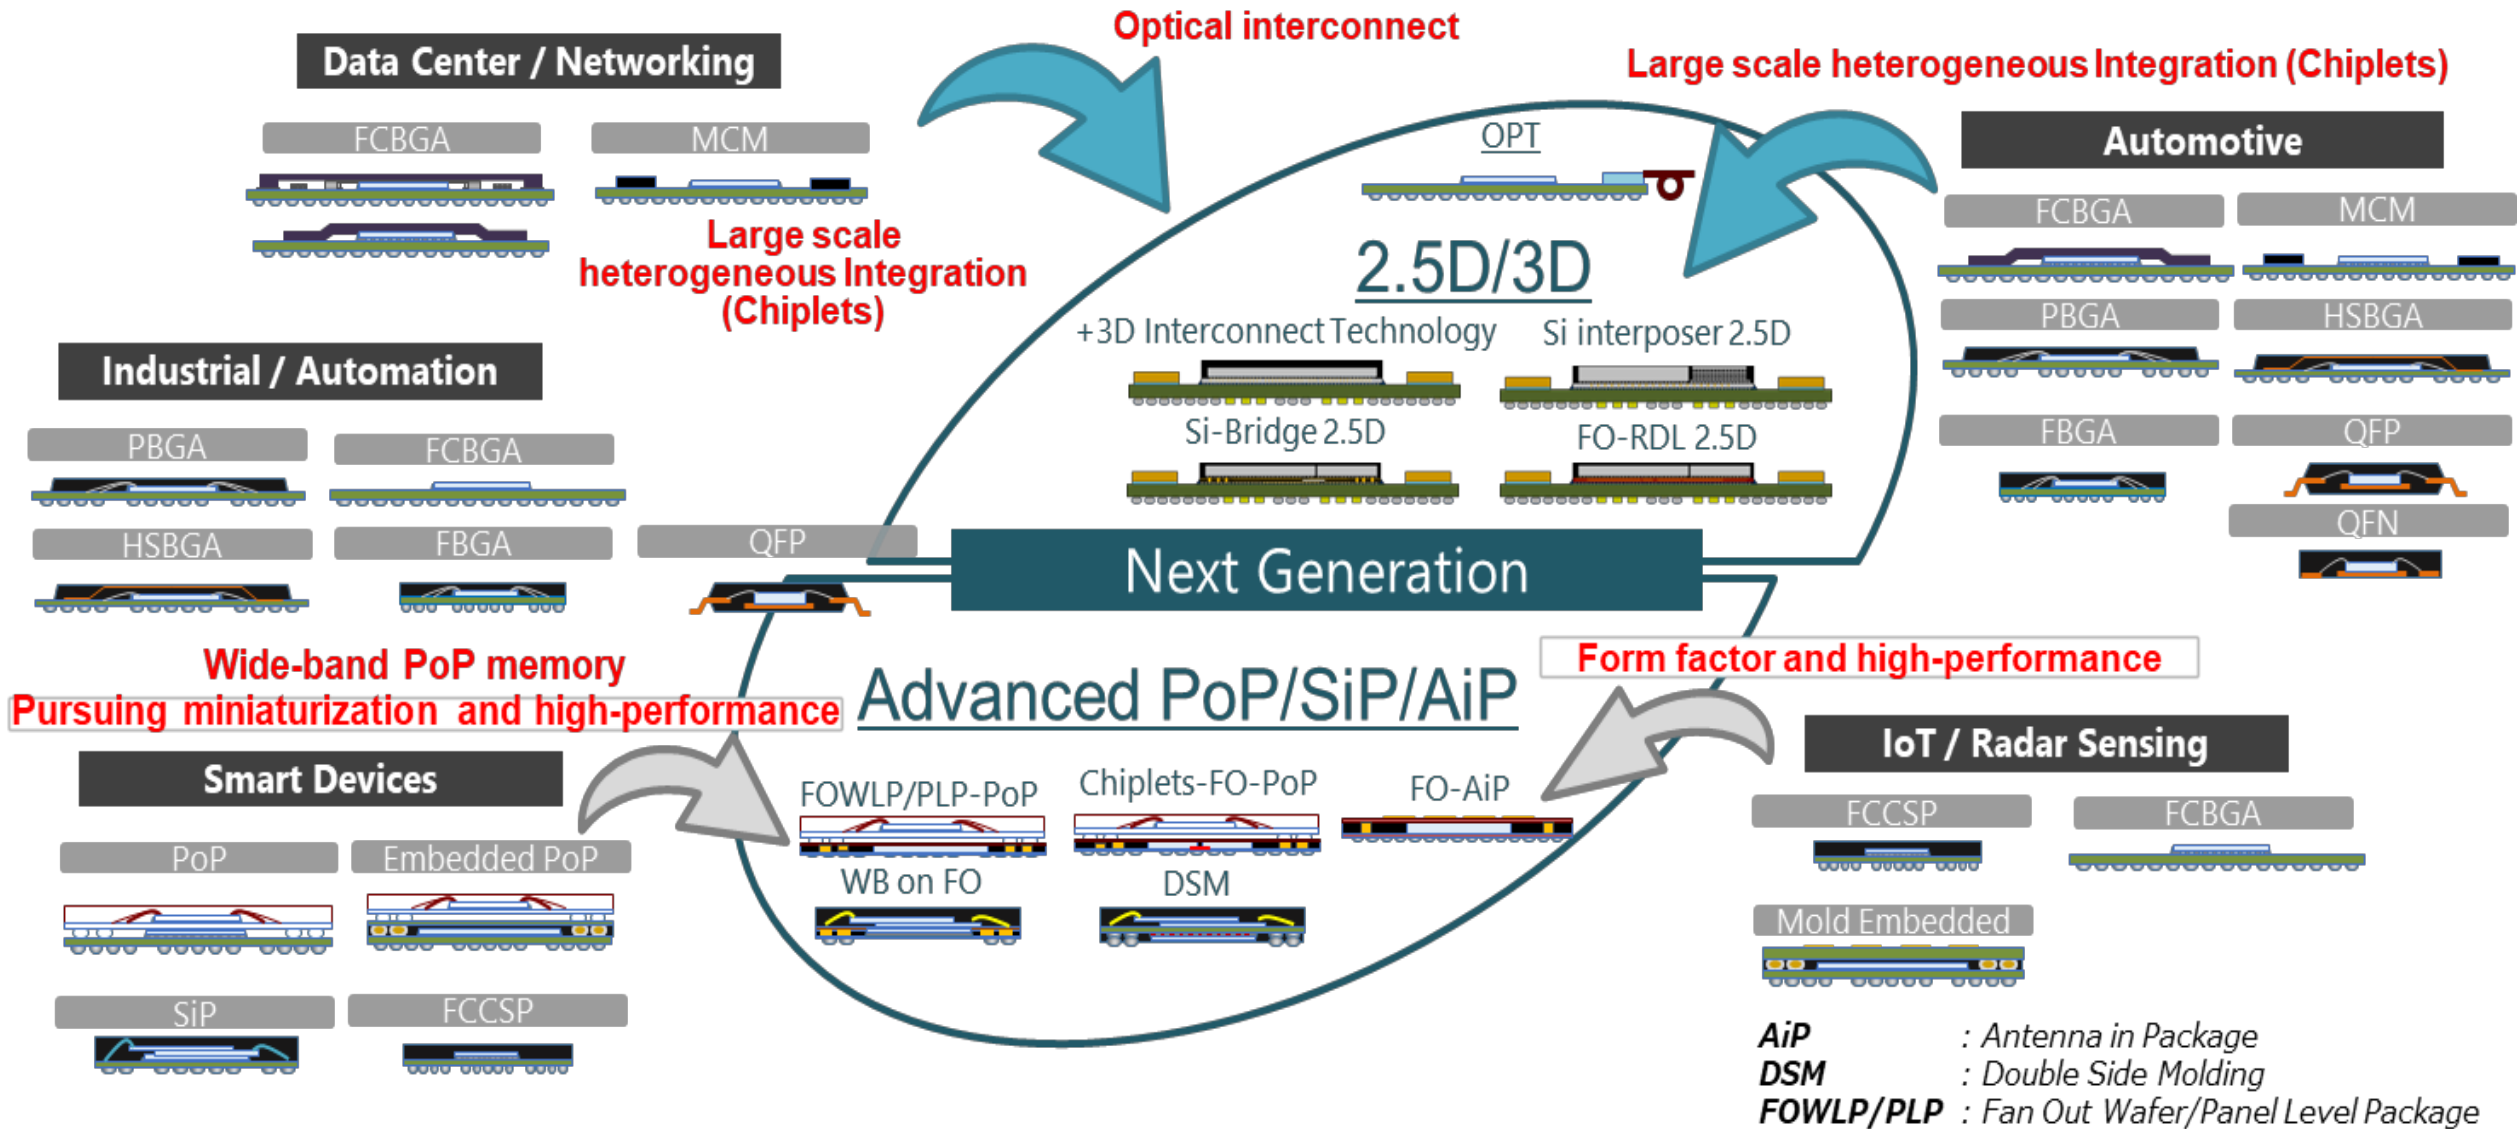 Optical interconnect
Data Center / Networking
Large scale heterogeneous Integration (Chiplets)
FCBGA
MCM
OPT
Automotive
Large scale
heterogeneous Integration
(Chiplets)
FCBGA
MCM
2.5D/3D
PBGA
HSBGA
+3D Interconnect Technology
Si interposer 2.5D
Industrial / Automation
PBGA
FCBGA
Si-Bridge 2.5D
FO-RDL 2.5D
FBGA
QFP
HSBGA
FBGA
QFP
QFN
Next Generation
Wide-band PoP memory
Pursuing miniaturization and high-performance
Advanced PoP/SiP/AiP
Form factor and high-performance
Smart Devices
IoT / Radar Sensing
FOWLP/PLP-PoP
Chiplets-FO-PoP
FO-AiP
FCCSP
FCBGA
PoP
Embedded PoP
WB on FO
DSM
Mold Embedded
SiP
FCCSP
AiP : Antenna in Package
DSM : Double Side Molding
FOWLP/PLP : Fan Out Wafer/Panel Level Package